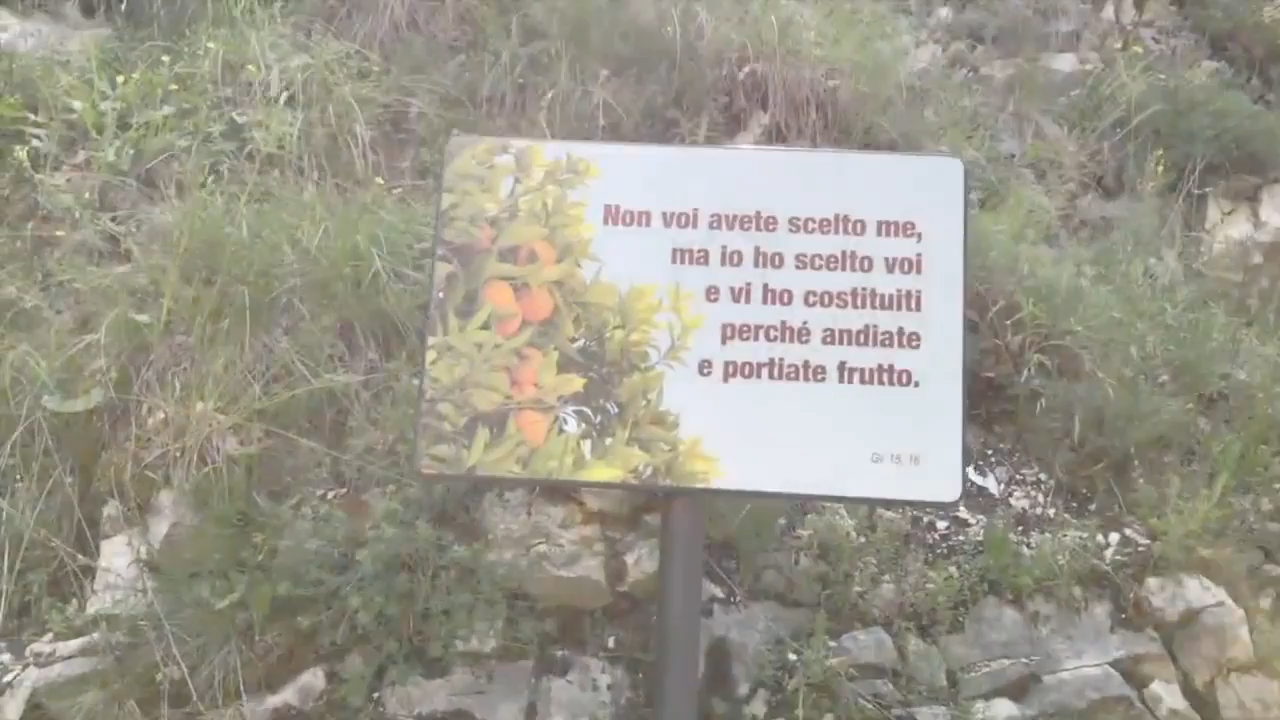 Non voi avete scelto me,
ma io ho scelto voi
e vi ho costituiti
perché andiate
e portiate frutto.
Gv 15, 16